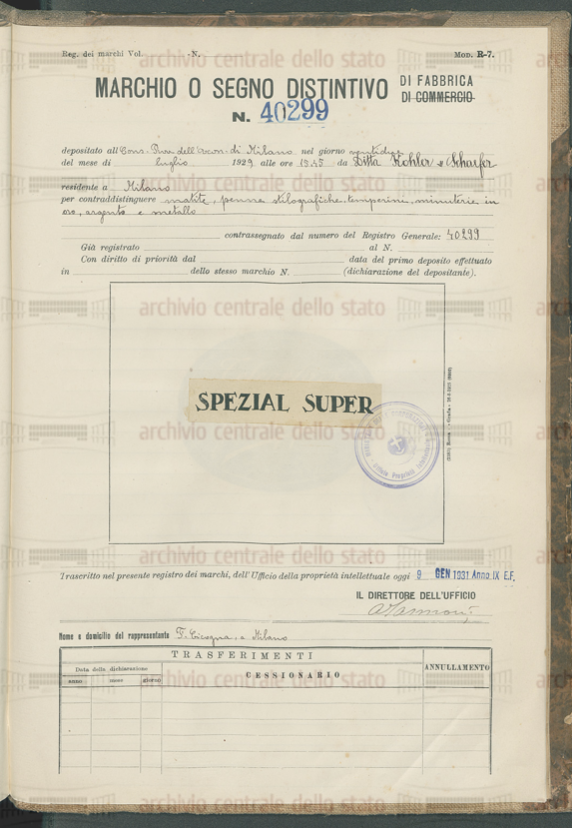 Reg. dei marchi Vol. - N. Mod. R-7.
MARCHIO O SEGNO DISTINTIVO DI FABBRICA
DI COMMERCIO
N. 40299
depositato all' Cons. Prov. dell'Econ. di Milano nel giorno ventidue
del mese di luglio 1929 alle ore 15.45 da Ditta Kohler e Schaefer
residente a Milano
per contraddistinguere matite, penne stilografiche, temperini, minuterie in
oro, argento e metallo
contrassegnato dal numero del Registro Generale: 40299
Già registrato al N.
Con diritto di priorità dal data del primo deposito effettuato
in dello stesso marchio N. (dichiarazione del depositante).
archivio centrale dello stato
SPEZIAL SUPER
Trascritto nel presente registro dei marchi, dell'Ufficio della proprietà intellettuale oggi 9 GEN 1931 Anno IX E.F.
IL DIRETTORE DELL'UFFICIO
Nome e domicilio del rappresentante F. Cicogna a Milano
TRASFERIMENTI
ANNULLAMENTO
Data della dichiarazione
CESSIONARIO
anno mese giorno